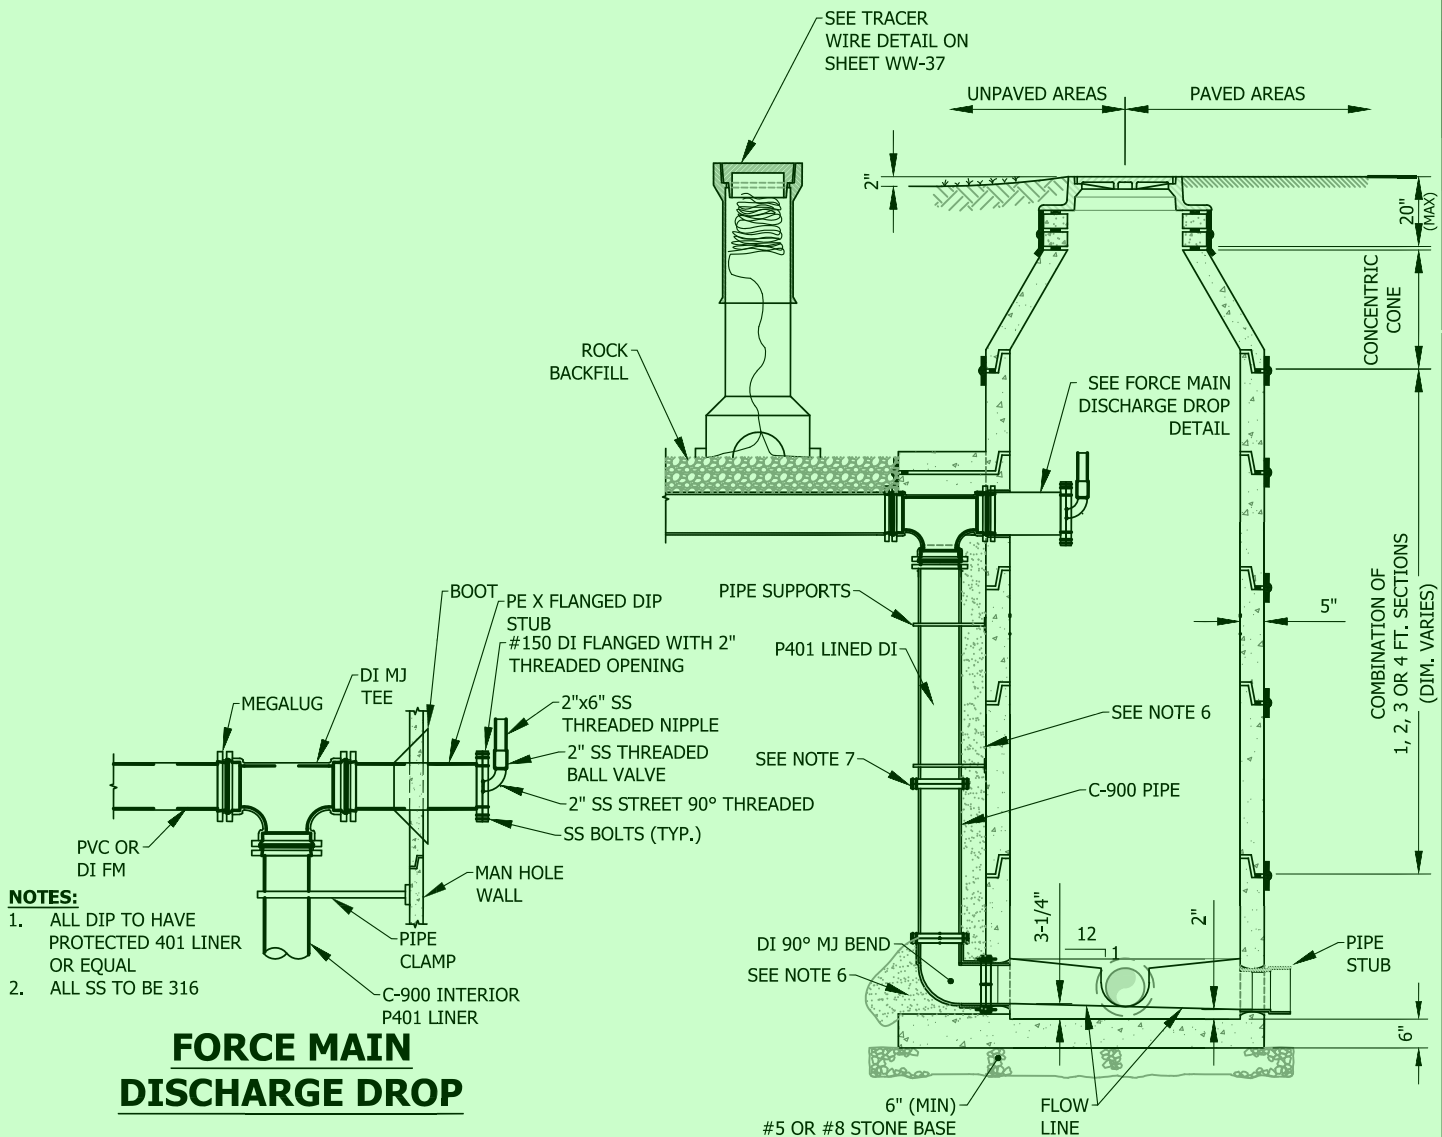 SEE TRACER
WIRE DETAIL ON
SHEET WW-37
UNPAVED AREAS
PAVED AREAS
2"
20"
(MAX)
CONCENTRIC
CONE
ROCK
BACKFILL
SEE FORCE MAIN
DISCHARGE DROP
DETAIL
COMBINATION OF
1, 2, 3 OR 4 FT. SECTIONS
(DIM. VARIES)
5"
PIPE SUPPORTS
P401 LINED DI
SEE NOTE 6
SEE NOTE 7
C-900 PIPE
3-1/4"
12
1
2"
DI 90° MJ BEND
SEE NOTE 6
PIPE
STUB
6"
6" (MIN)
#5 OR #8 STONE BASE
FLOW
LINE
BOOT
PE X FLANGED DIP
STUB
#150 DI FLANGED WITH 2"
THREADED OPENING
DI MJ
TEE
MEGALUG
2"x6" SS
THREADED NIPPLE
2" SS THREADED
BALL VALVE
2" SS STREET 90° THREADED
SS BOLTS (TYP.)
PVC OR
DI FM
MAN HOLE
WALL
PIPE
CLAMP
C-900 INTERIOR
P401 LINER
NOTES:
1. ALL DIP TO HAVE
PROTECTED 401 LINER
OR EQUAL
2. ALL SS TO BE 316
FORCE MAIN
DISCHARGE DROP